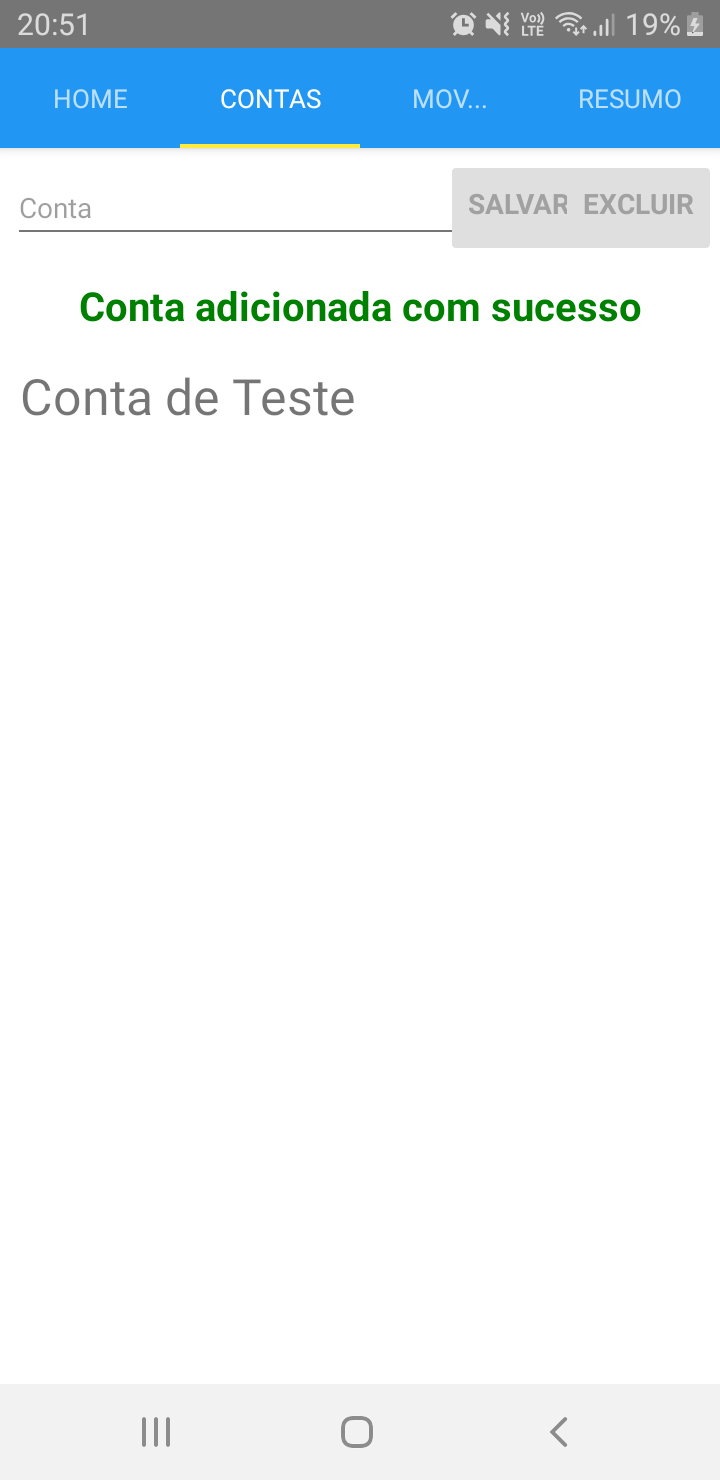 20:51 Vo)) LTE 19%
HOME CONTAS MOV... RESUMO
Conta SALVAR EXCLUIR
Conta adicionada com sucesso
Conta de Teste